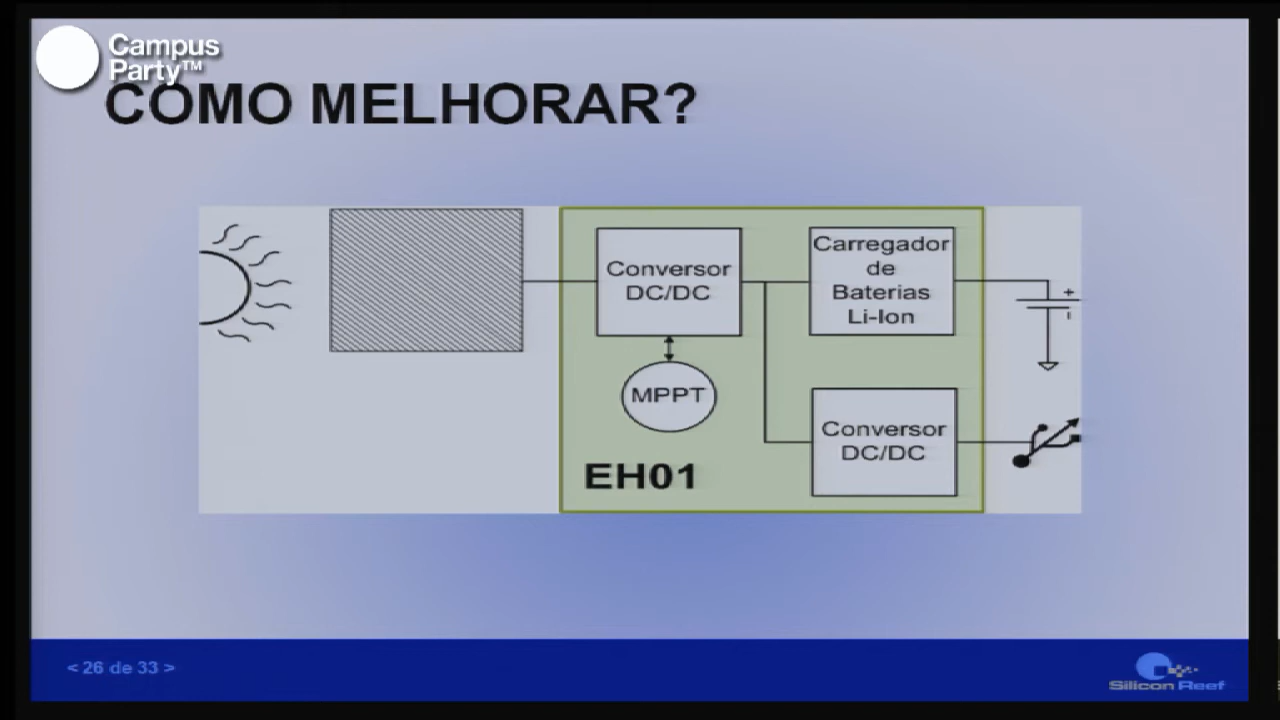 Campus
Party™
COMO MELHORAR?
Conversor
DC/DC
MPPT
EH01
Carregador
de
Baterias
Li-Ion
+
Conversor
DC/DC
< 26 de 33 >
Silicon Reef